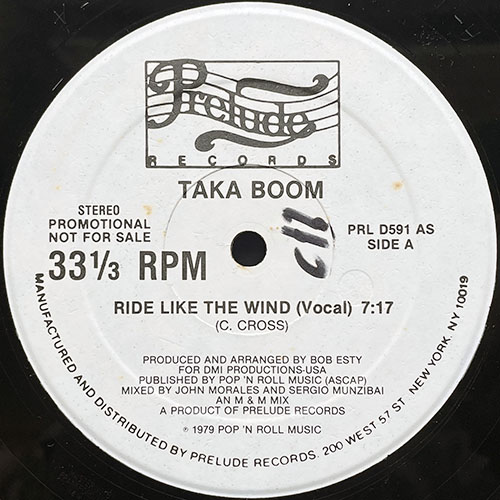 Prelude
RECORDS
TAKA BOOM
STEREO
PROMOTIONAL
NOT FOR SALE
33⅓ RPM
PRL D591 AS
SIDE A
RIDE LIKE THE WIND (Vocal) 7:17
(C. CROSS)
PRODUCED AND ARRANGED BY BOB ESTY
FOR DMI PRODUCTIONS-USA
PUBLISHED BY POP 'N ROLL MUSIC (ASCAP)
MIXED BY JOHN MORALES AND SERGIO MUNZIBAI
AN M & M MIX
A PRODUCT OF PRELUDE RECORDS
℗ 1979 POP 'N ROLL MUSIC
MANUFACTURED AND DISTRIBUTED BY PRELUDE RECORDS. 200 WEST 57 ST. NEW YORK, NY 10019